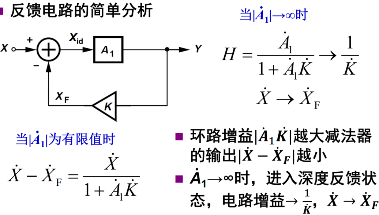 反馈电路的简单分析
X + − X_id A₁ Y
X_F K
当|Ȧ₁|→∞时
H = Ȧ₁ / (1 + Ȧ₁K̇) → 1 / K̇
Ẋ → Ẋ_F
当|Ȧ₁|为有限值时
Ẋ − Ẋ_F = Ẋ / (1 + Ȧ₁K̇)
环路增益|Ȧ₁K̇|越大减法器
的输出|Ẋ − Ẋ_F|越小
Ȧ₁→∞时，进入深度反馈状
态，电路增益→ 1/K̇，Ẋ → Ẋ_F